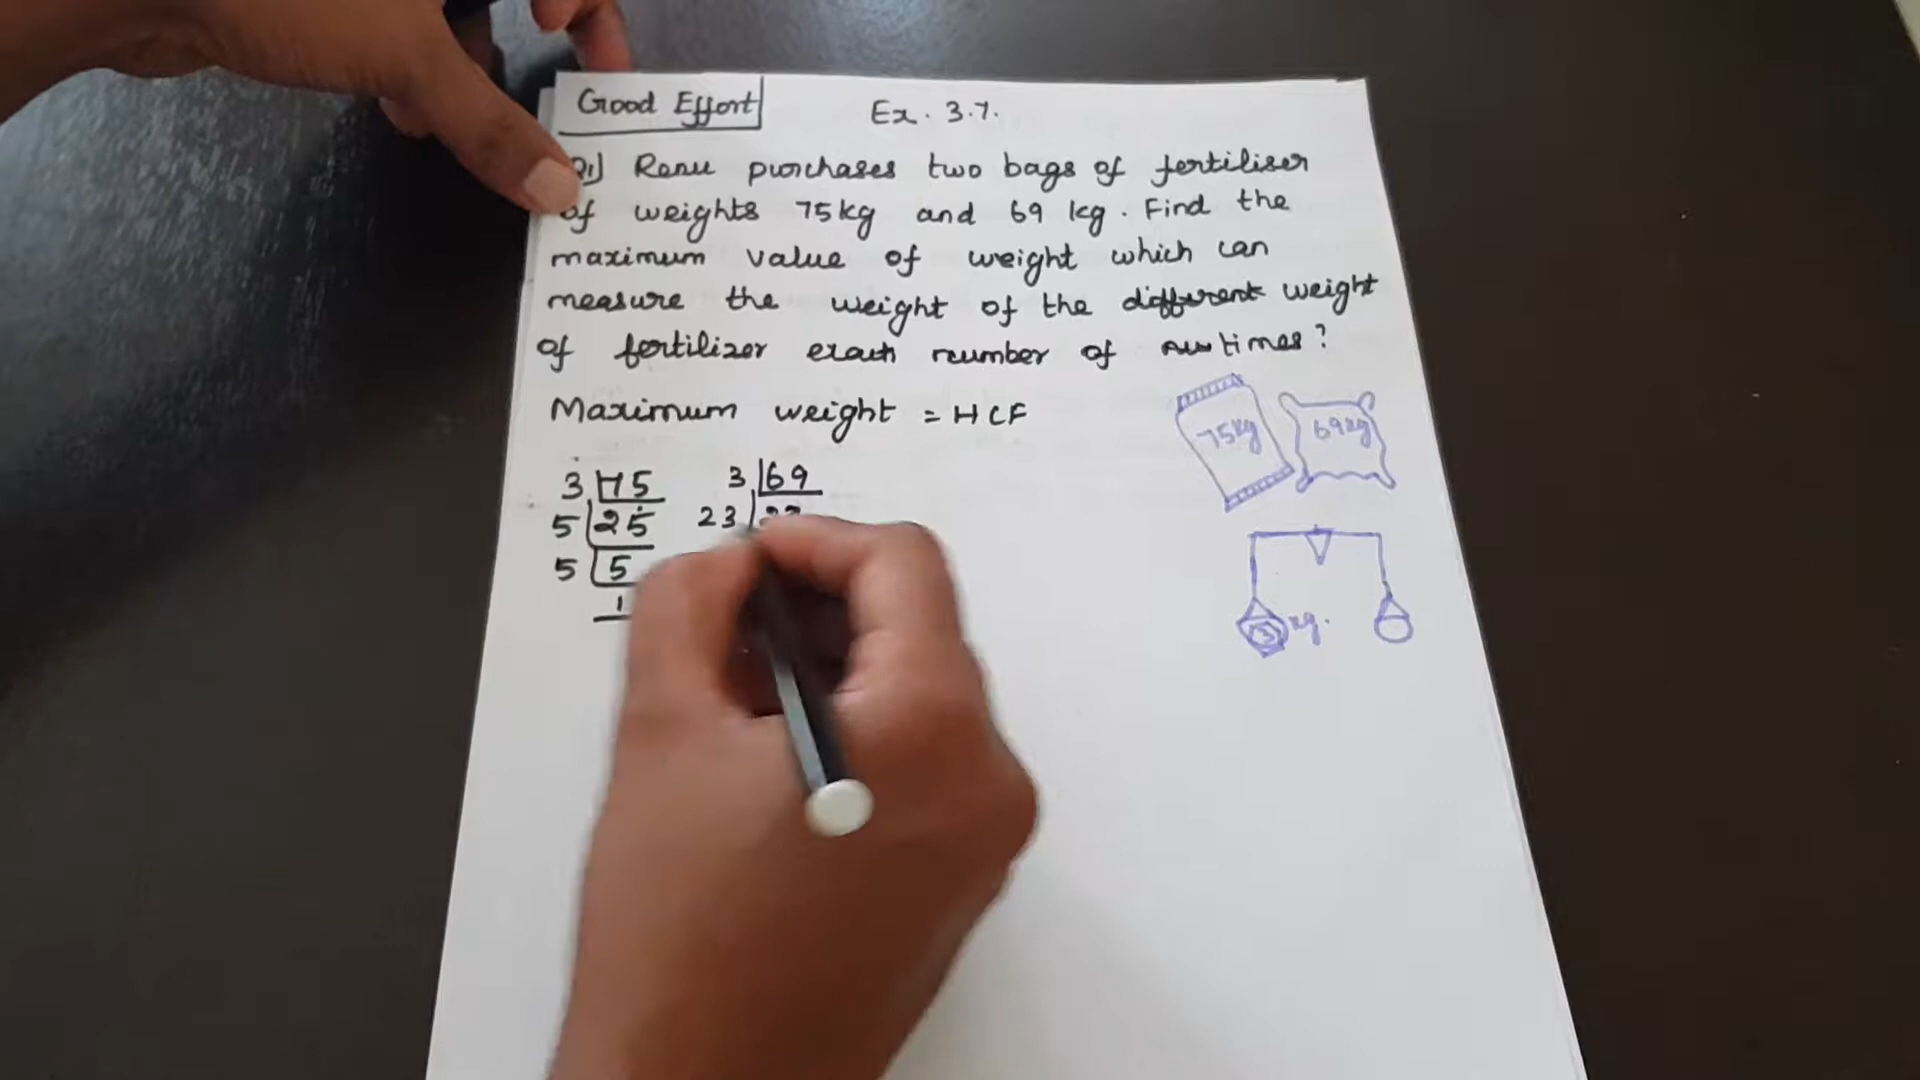 Good Effort
Ex. 3.7.
Q1) Renu purchases two bags of fertiliser
of weights 75kg and 69 kg. Find the
maximum value of weight which can
measure the weight of the different weight
of fertilizer exact number of times?
Maximum weight = HCF
75kg 69kg
3 75 3 69
5 25 23 23
5 5
1
3 kg.